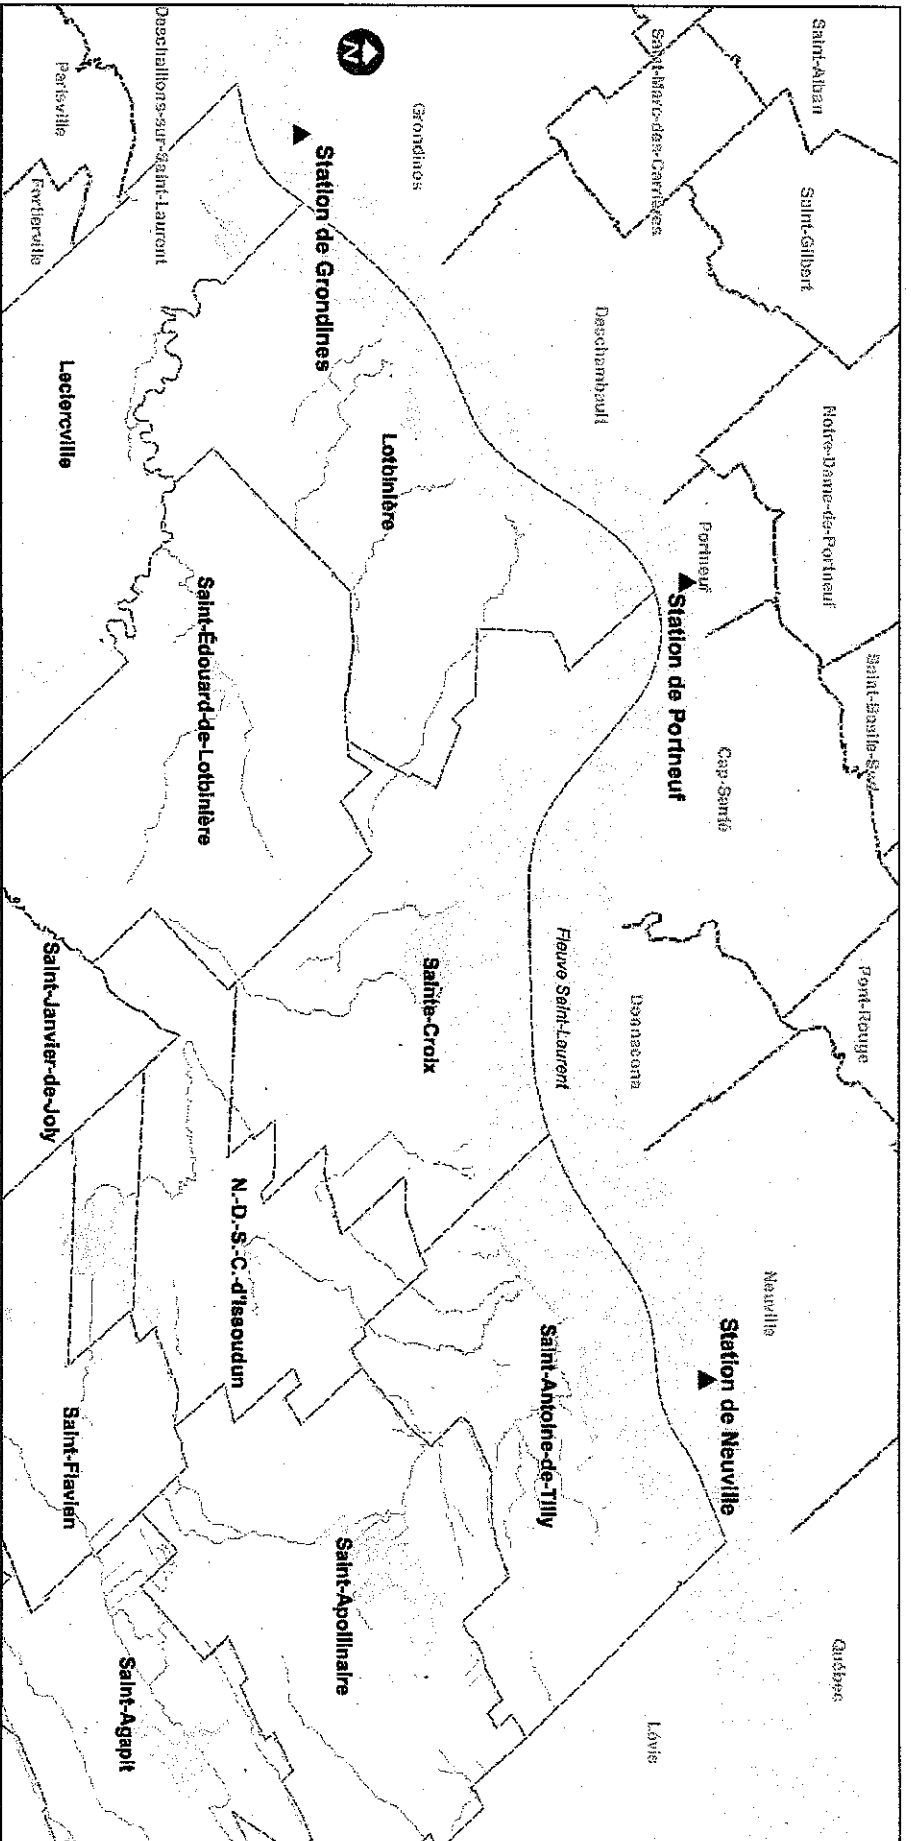 Saint-Alban
Saint-Gilbert
Notre-Dame-de-Portneuf
Saint-Basile-Sud
Pont-Rouge
Québec
Saint-Marc-des-Carrières
Deschambault
Portneuf
Station de Portneuf
Cap-Santé
Donnacona
Neuville
Station de Neuville
Lévis
Grondines
N
Station de Grondines
Lotbinière
Fleuve Saint-Laurent
Sainte-Croix
Saint-Antoine-de-Tilly
Saint-Apollinaire
Deschaillons-sur-Saint-Laurent
Parisville
Fortierville
Leclercville
Saint-Édouard-de-Lotbinière
Saint-Janvier-de-Joly
N.-D.-S.-C.-d'Issoudun
Saint-Flavien
Saint-Agapit